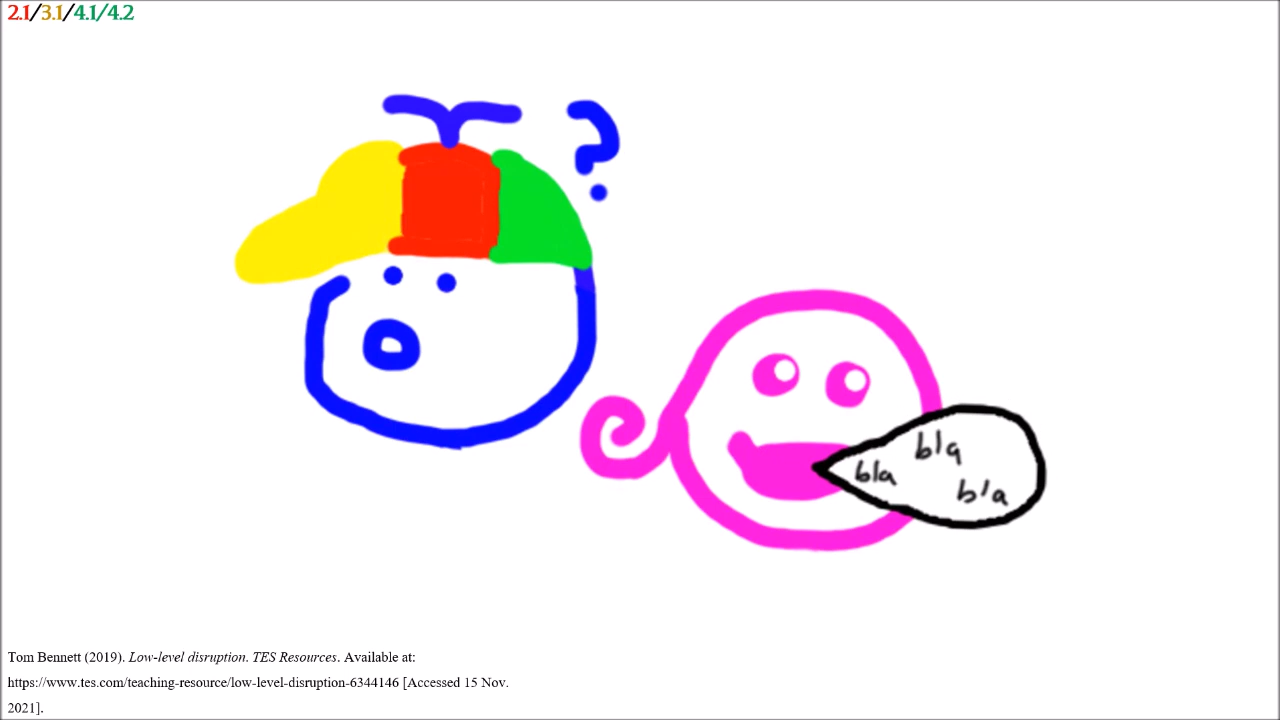 2.1/3.1/4.1/4.2
?
bla
bla
bla
Tom Bennett (2019). Low-level disruption. TES Resources. Available at:
https://www.tes.com/teaching-resource/low-level-disruption-6344146 [Accessed 15 Nov.
2021].